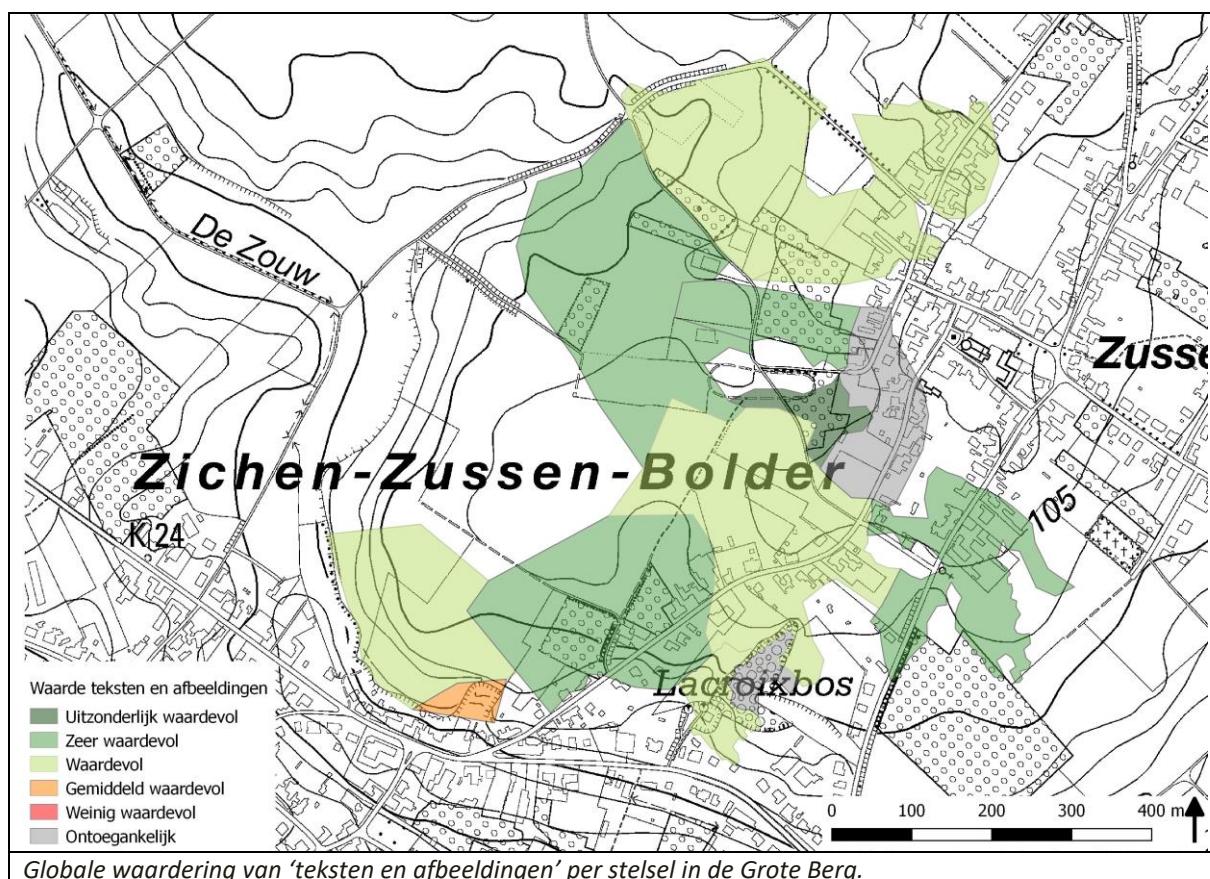 De Zouw
Zusse
Zichen-Zussen-Bolder
105
K 24
Lacroixbos
Waarde teksten en afbeeldingen
Uitzonderlijk waardevol
Zeer waardevol
Waardevol
Gemiddeld waardevol
Weinig waardevol
Ontoegankelijk
0 100 200 300 400 m
Globale waardering van ‘teksten en afbeeldingen’ per stelsel in de Grote Berg.